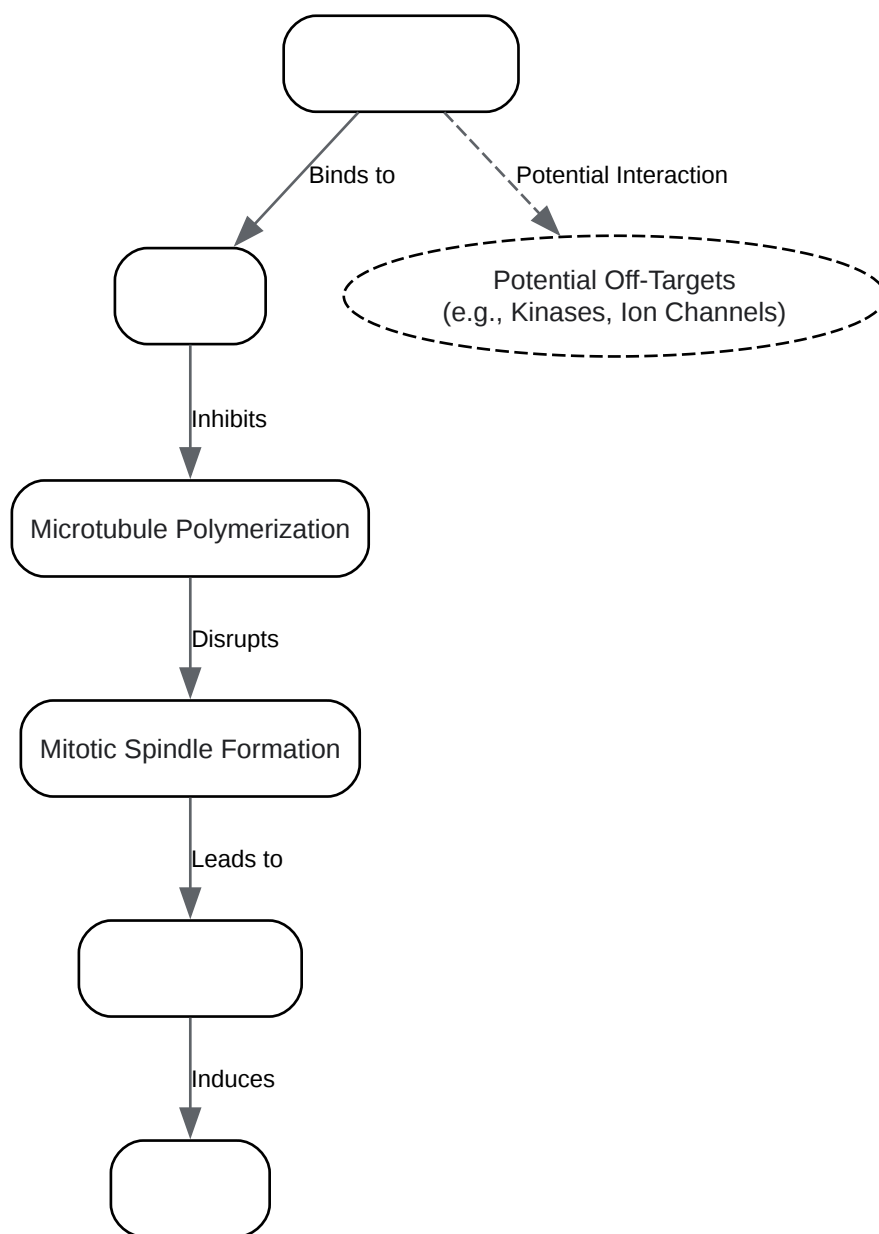 Binds to
Potential Interaction
Potential Off-Targets
(e.g., Kinases, Ion Channels)
Inhibits
Microtubule Polymerization
Disrupts
Mitotic Spindle Formation
Leads to
Induces